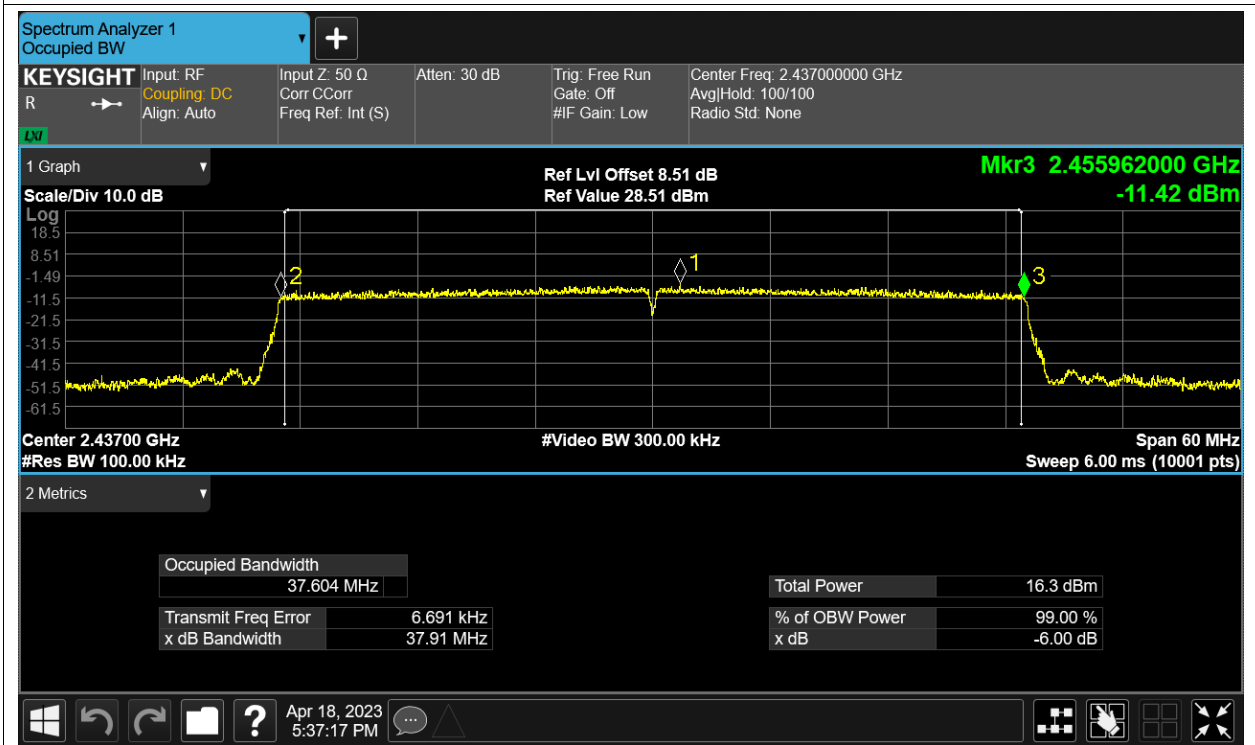 Spectrum Analyzer 1
Occupied BW
KEYSIGHT
R
LXI
Input: RF
Coupling: DC
Align: Auto
Input Z: 50 Ω
Corr CCorr
Freq Ref: Int (S)
Atten: 30 dB
Trig: Free Run
Gate: Off
#IF Gain: Low
Center Freq: 2.437000000 GHz
Avg|Hold: 100/100
Radio Std: None
1 Graph
Scale/Div 10.0 dB
Ref Lvl Offset 8.51 dB
Ref Value 28.51 dBm
Mkr3 2.455962000 GHz
-11.42 dBm
Log
18.5
8.51
-1.49
-11.5
-21.5
-31.5
-41.5
-51.5
-61.5
2
1
3
Center 2.43700 GHz
#Res BW 100.00 kHz
#Video BW 300.00 kHz
Span 60 MHz
Sweep 6.00 ms (10001 pts)
2 Metrics
Occupied Bandwidth
37.604 MHz
Transmit Freq Error 6.691 kHz
x dB Bandwidth 37.91 MHz
Total Power 16.3 dBm
% of OBW Power 99.00 %
x dB -6.00 dB
?
Apr 18, 2023
5:37:17 PM